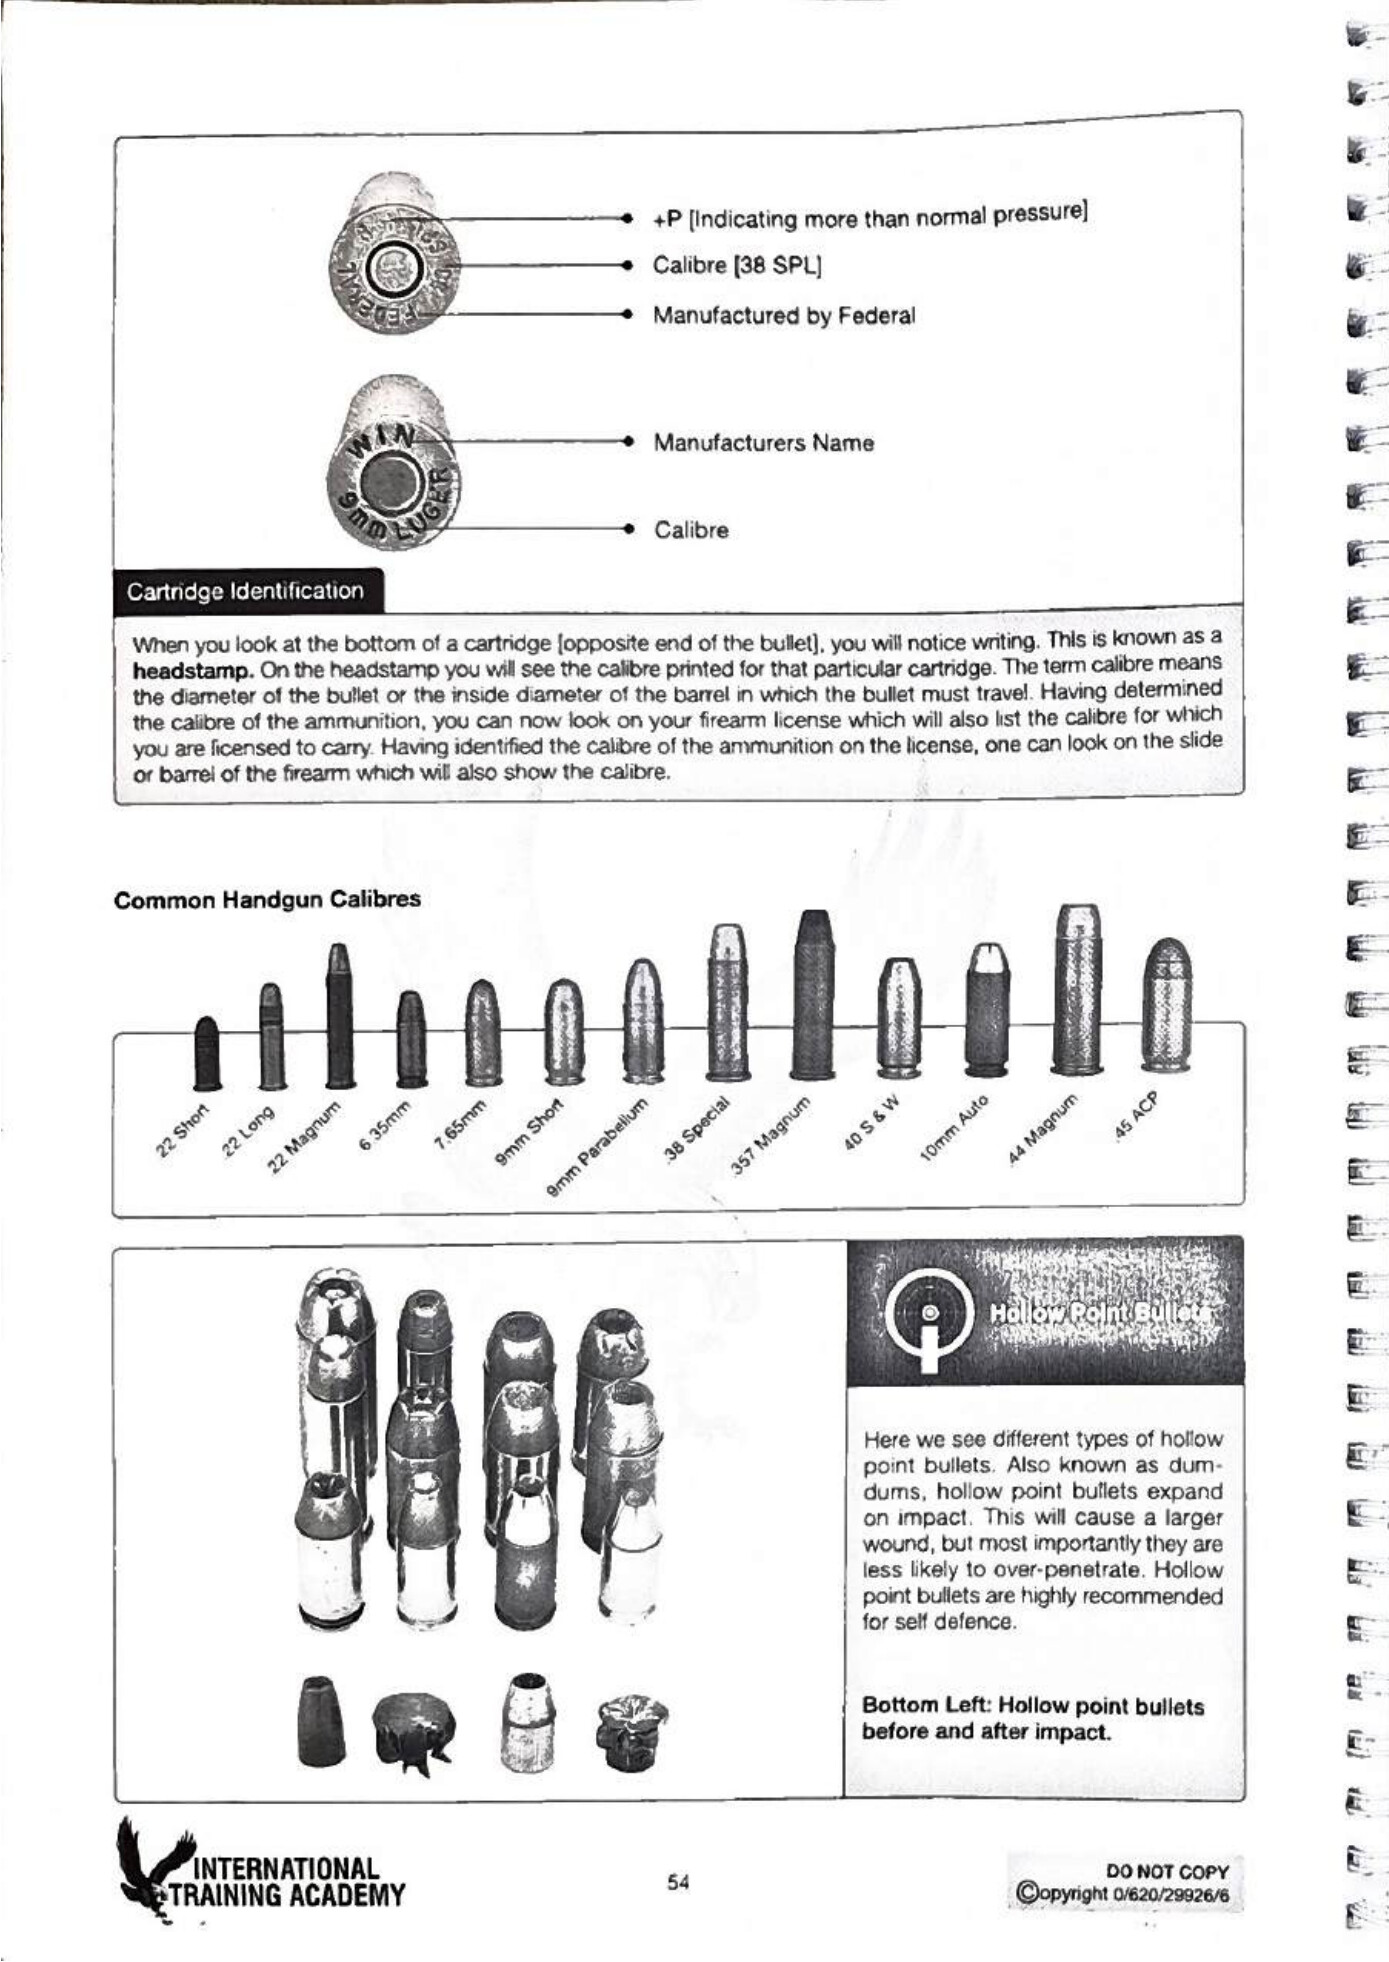 +P [Indicating more than normal pressure]
Calibre [38 SPL]
Manufactured by Federal
FEDERAL
WIN
9mm LUGER
Manufacturers Name
Calibre
Cartridge Identification
When you look at the bottom of a cartridge [opposite end of the bullet], you will notice writing. This is known as a
headstamp. On the headstamp you will see the calibre printed for that particular cartridge. The term calibre means
the diameter of the bullet or the inside diameter of the barrel in which the bullet must travel. Having determined
the calibre of the ammunition, you can now look on your firearm license which will also list the calibre for which
you are licensed to carry. Having identified the calibre of the ammunition on the license, one can look on the slide
or barrel of the firearm which will also show the calibre.
Common Handgun Calibres
22 Short
22 Long
22 Magnum
6.35mm
7.65mm
9mm Short
9mm Parabellum
.38 Special
.357 Magnum
40 S & W
10mm Auto
.44 Magnum
.45 ACP
Hollow Point Bullets
Here we see different types of hollow
point bullets. Also known as dum-
dums, hollow point bullets expand
on impact. This will cause a larger
wound, but most importantly they are
less likely to over-penetrate. Hollow
point bullets are highly recommended
for self defence.
Bottom Left: Hollow point bullets
before and after impact.
INTERNATIONAL
TRAINING ACADEMY
54
DO NOT COPY
©opyright 0/620/29926/6